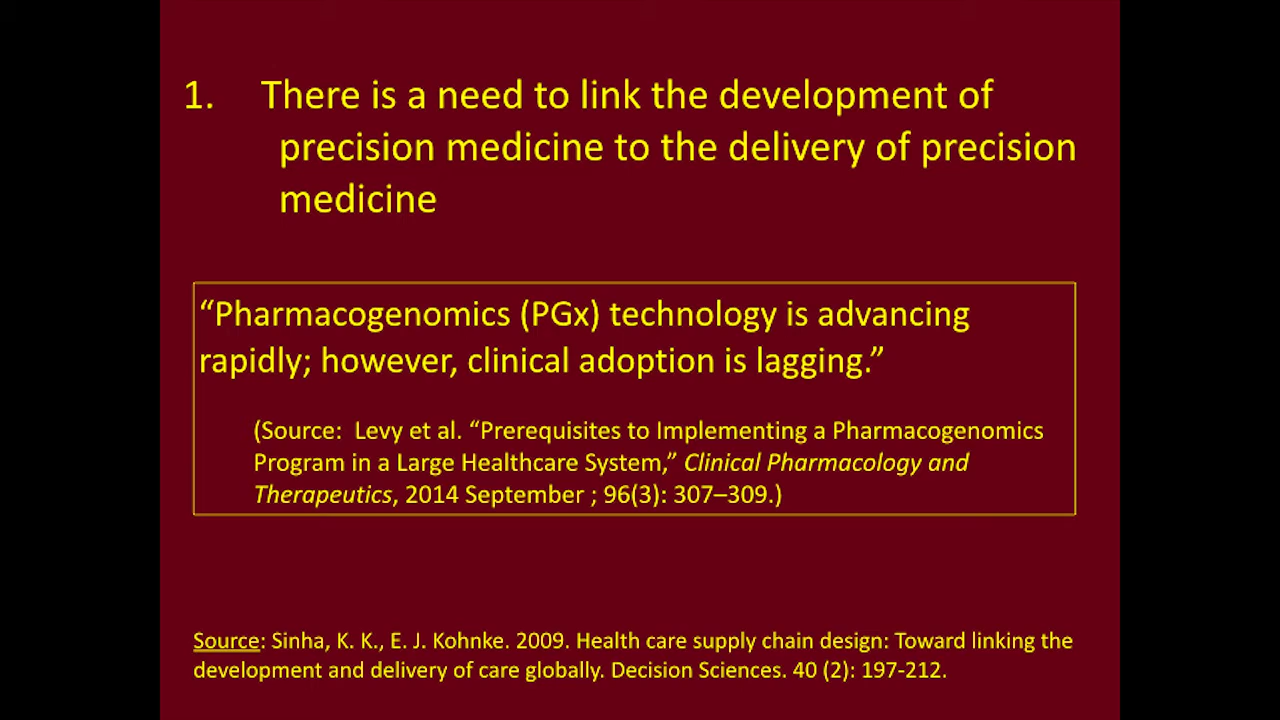 1. There is a need to link the development of
precision medicine to the delivery of precision
medicine
“Pharmacogenomics (PGx) technology is advancing
rapidly; however, clinical adoption is lagging.”
(Source: Levy et al. “Prerequisites to Implementing a Pharmacogenomics
Program in a Large Healthcare System,” Clinical Pharmacology and
Therapeutics, 2014 September ; 96(3): 307–309.)
Source: Sinha, K. K., E. J. Kohnke. 2009. Health care supply chain design: Toward linking the
development and delivery of care globally. Decision Sciences. 40 (2): 197-212.